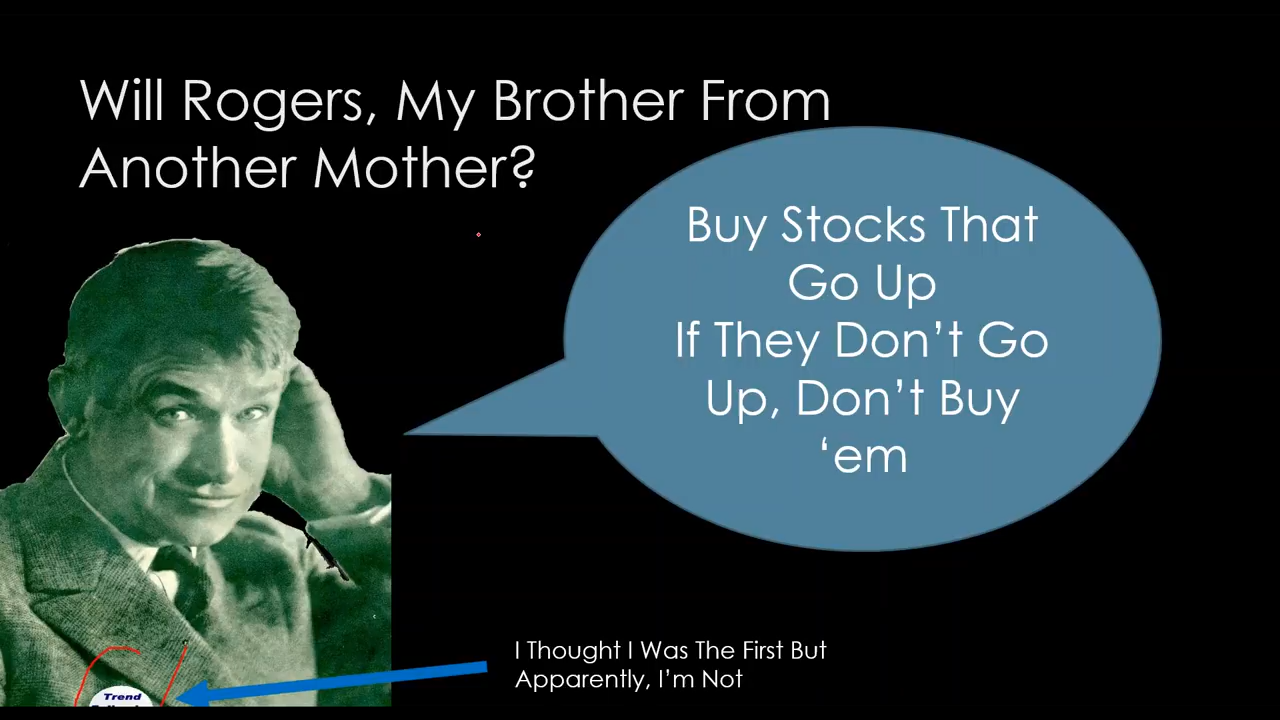 Will Rogers, My Brother From
Another Mother?
Buy Stocks That
Go Up
If They Don’t Go
Up, Don’t Buy
‘em
I Thought I Was The First But
Apparently, I’m Not
Trend